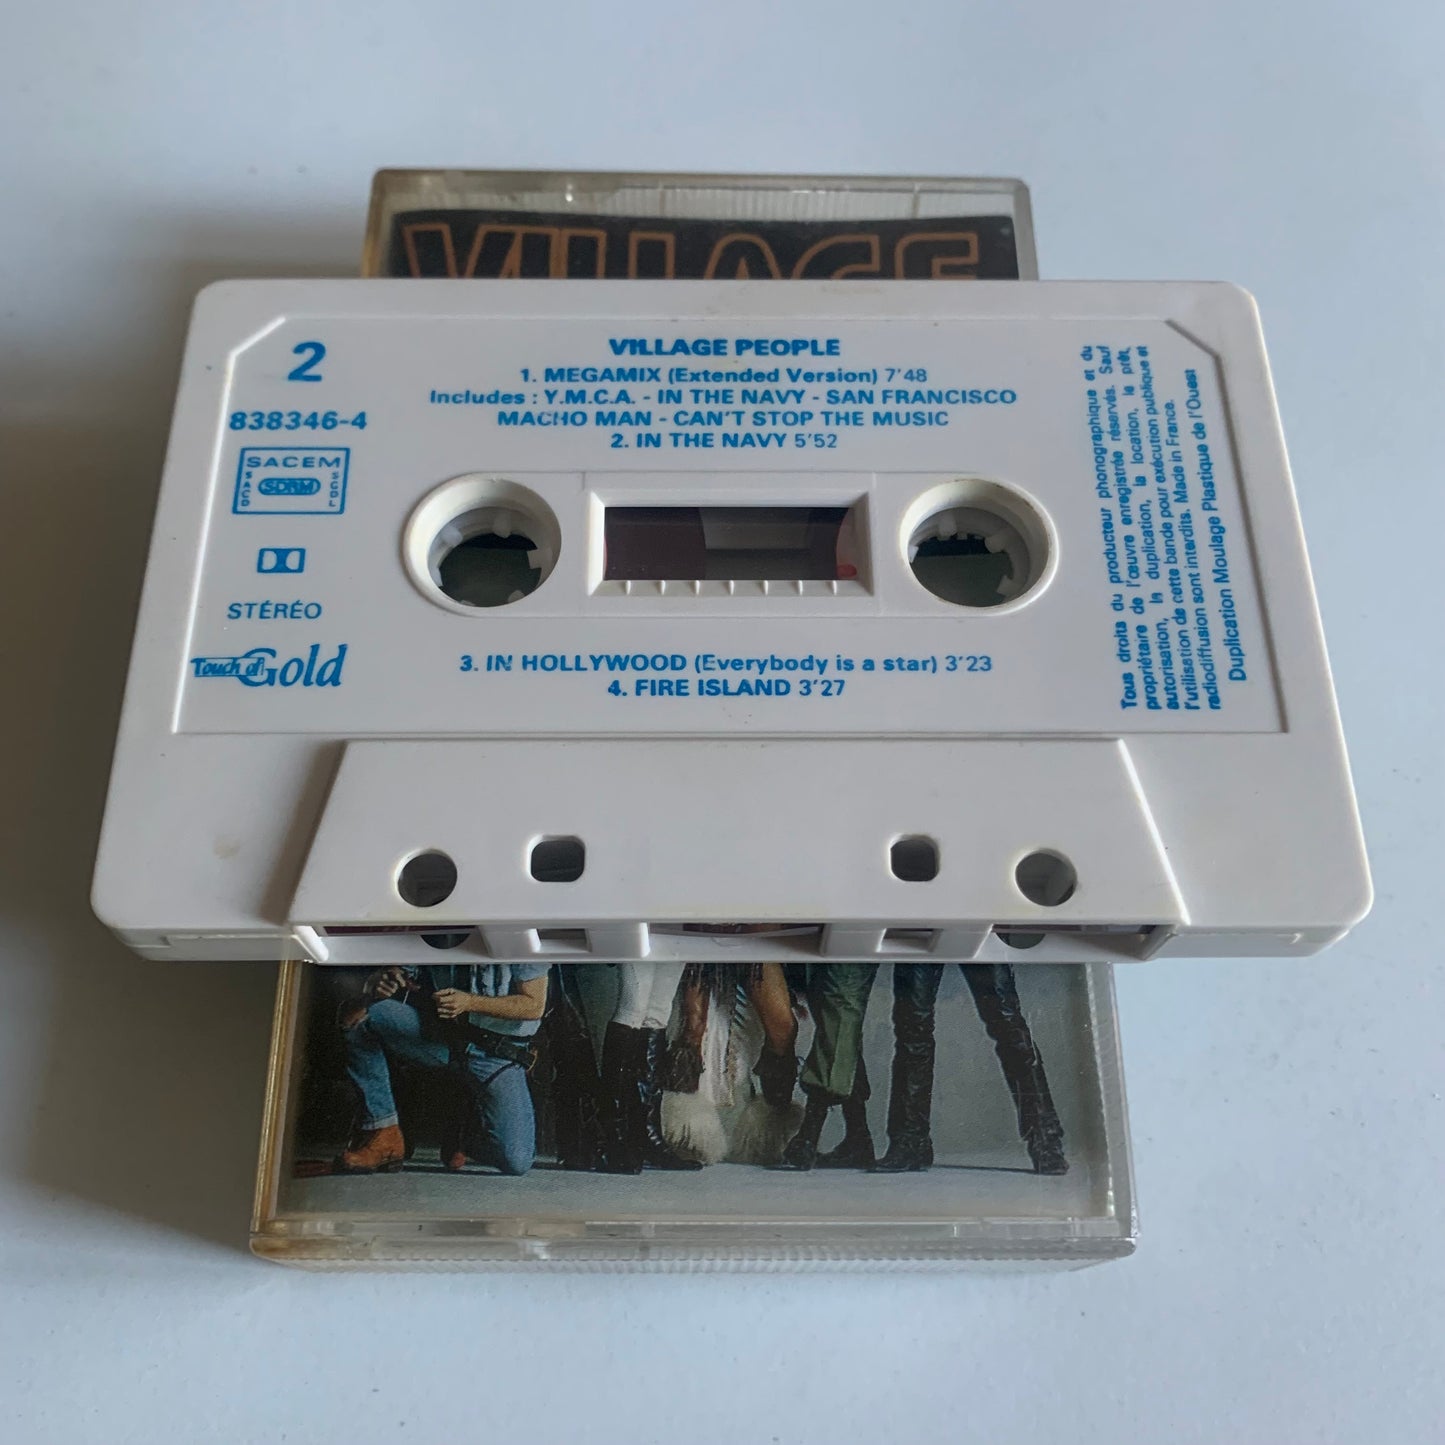 VILLAGE
2
838346-4
SACEM
SACD
SDRM
SGDL
STÉRÉO
Touch of Gold
VILLAGE PEOPLE
1. MEGAMIX (Extended Version) 7'48
Includes : Y.M.C.A. - IN THE NAVY - SAN FRANCISCO
MACHO MAN - CAN'T STOP THE MUSIC
2. IN THE NAVY 5'52
3. IN HOLLYWOOD (Everybody is a star) 3'23
4. FIRE ISLAND 3'27
Tous droits du producteur phonographique et du
propriétaire de l'œuvre enregistrée réservés. Sauf
autorisation, la duplication, la location, le prêt,
l'utilisation de cette bande pour exécution publique et
radiodiffusion sont interdits. Made in France.
Duplication Moulage Plastique de l'Ouest